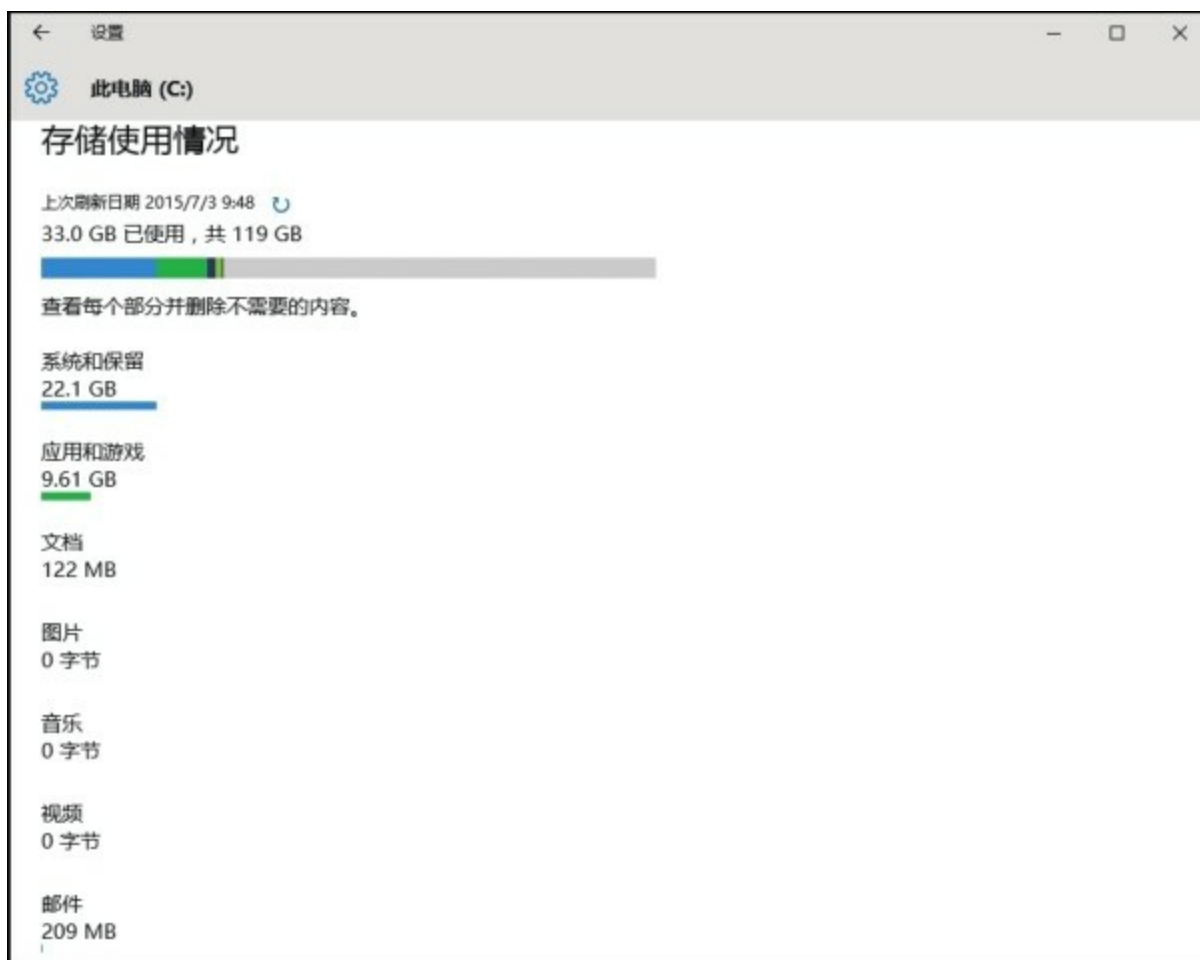 设置
此电脑 (C:)
存储使用情况
上次刷新日期 2015/7/3 9:48
33.0 GB 已使用，共 119 GB
查看每个部分并删除不需要的内容。
系统和保留
22.1 GB
应用和游戏
9.61 GB
文档
122 MB
图片
0 字节
音乐
0 字节
视频
0 字节
邮件
209 MB